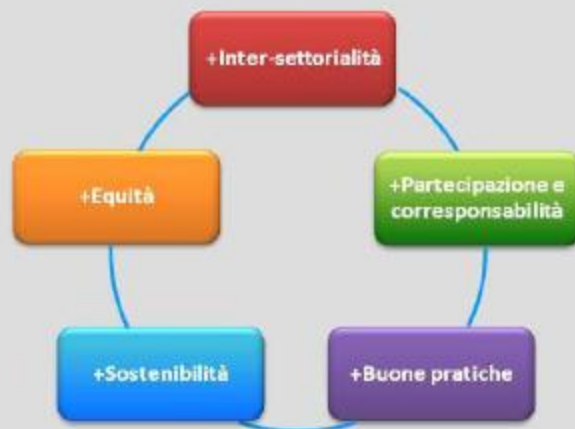 +Inter-settorialità
+Equità
+Partecipazione e
corresponsabilità
+Sostenibilità
+Buone pratiche